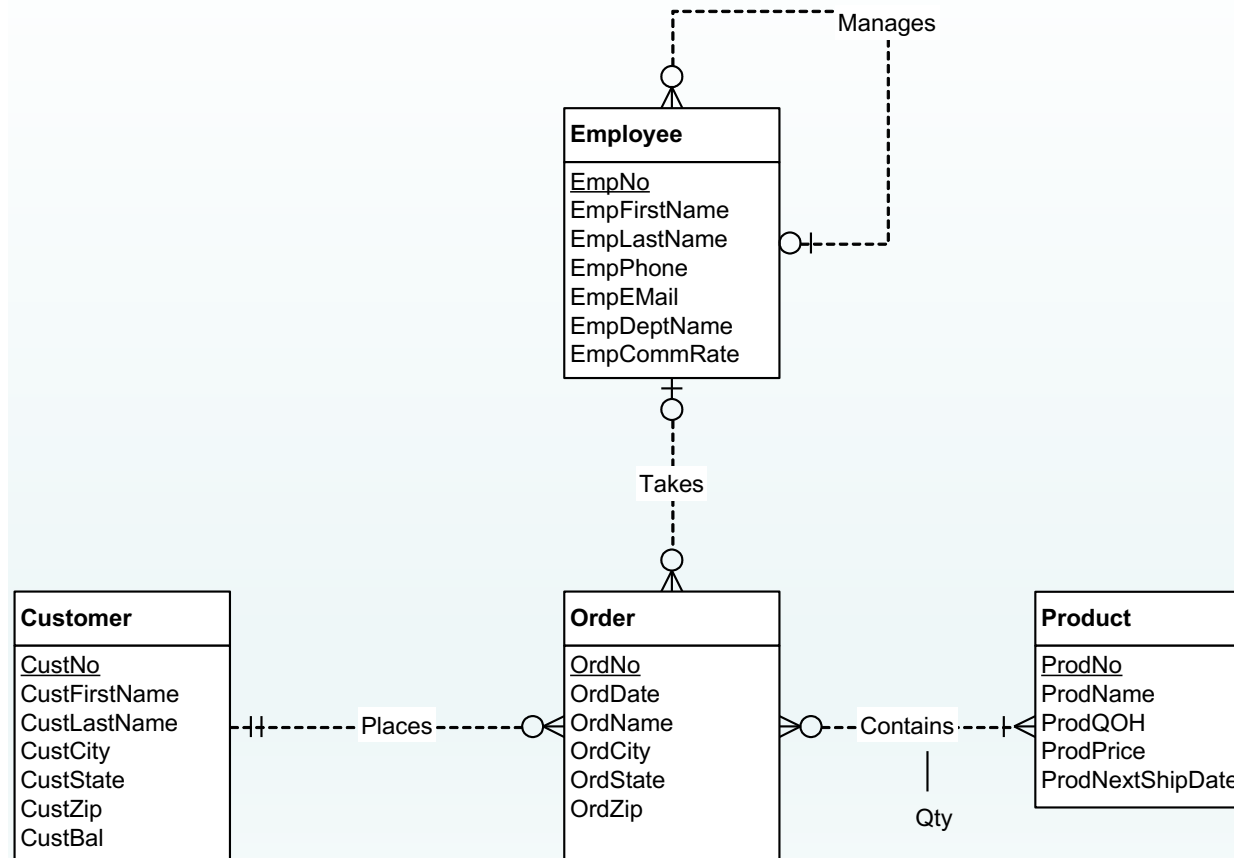 Manages
Employee
EmpNo
EmpFirstName
EmpLastName
EmpPhone
EmpEMail
EmpDeptName
EmpCommRate
Takes
Customer
CustNo
CustFirstName
CustLastName
CustCity
CustState
CustZip
CustBal
Places
Order
OrdNo
OrdDate
OrdName
OrdCity
OrdState
OrdZip
Contains
Qty
Product
ProdNo
ProdName
ProdQOH
ProdPrice
ProdNextShipDate